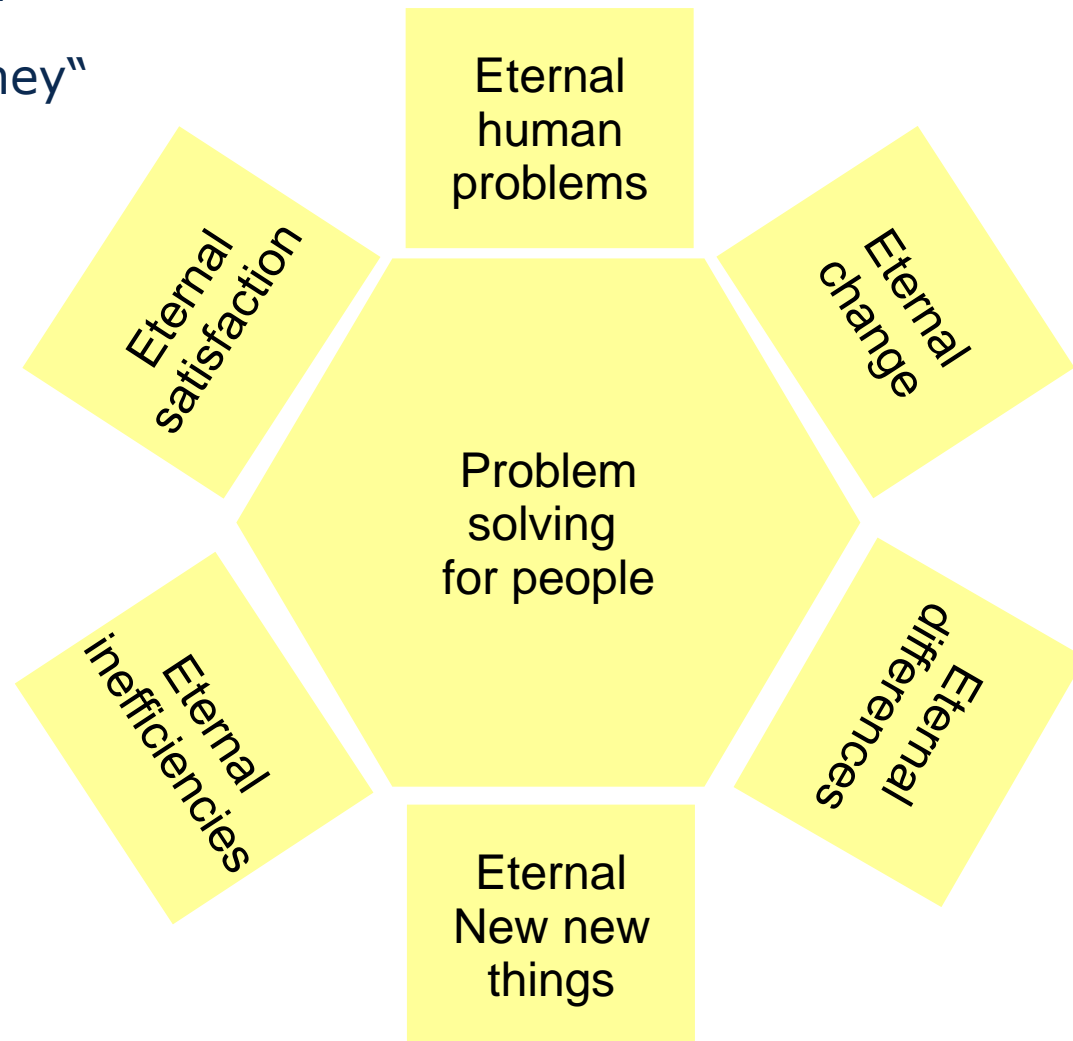 ney“
Eternal
human
problems
Eternal
change
Eternal
differences
Eternal
New new
things
Eternal
inefficiencies
Eternal
satisfaction
Problem
solving
for people